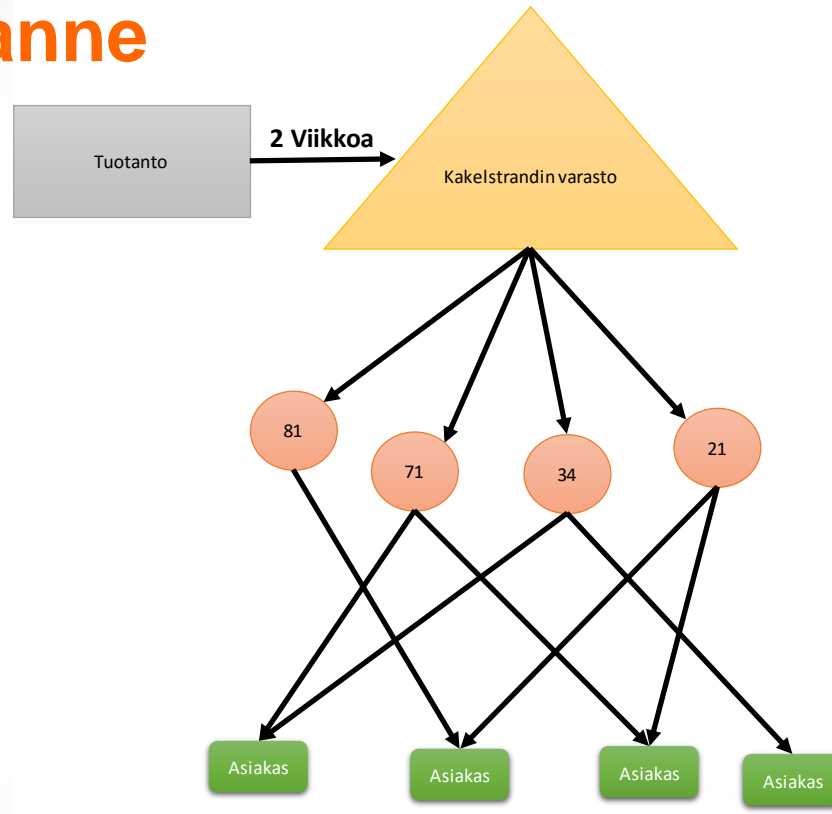 anne
2 Viikkoa
Tuotanto
Kakelstrandin varasto
81
71
34
21
Asiakas
Asiakas
Asiakas
Asiakas